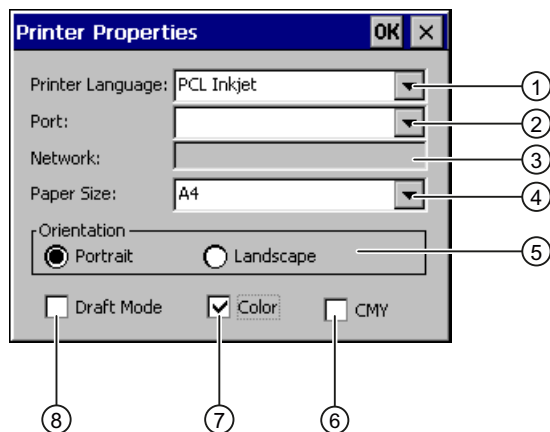 Printer Properties OK ×
Printer Language: PCL Inkjet 1
Port: 2
Network: 3
Paper Size: A4 4
Orientation
Portrait Landscape 5
Draft Mode Color CMY
8 7 6